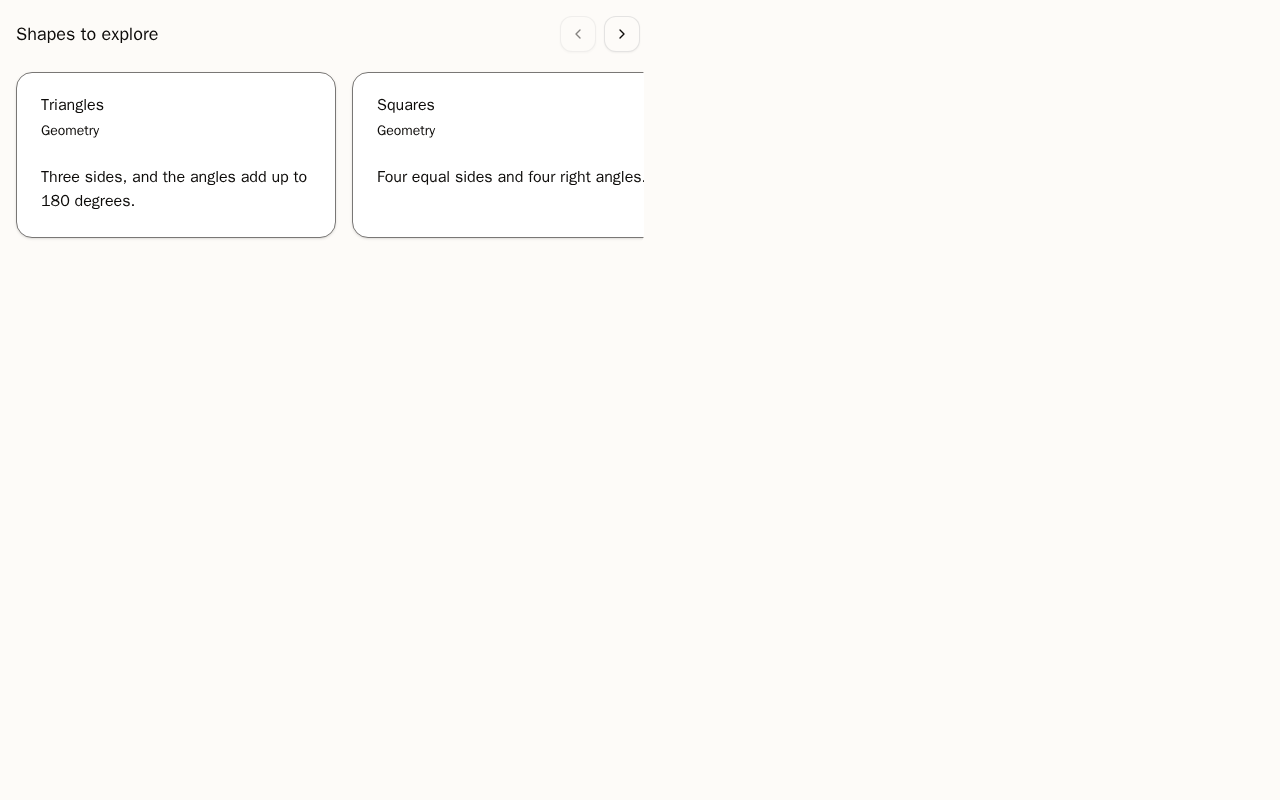 Shapes to explore
Triangles
Geometry
Three sides, and the angles add up to
180 degrees.
Squares
Geometry
Four equal sides and four right angles.